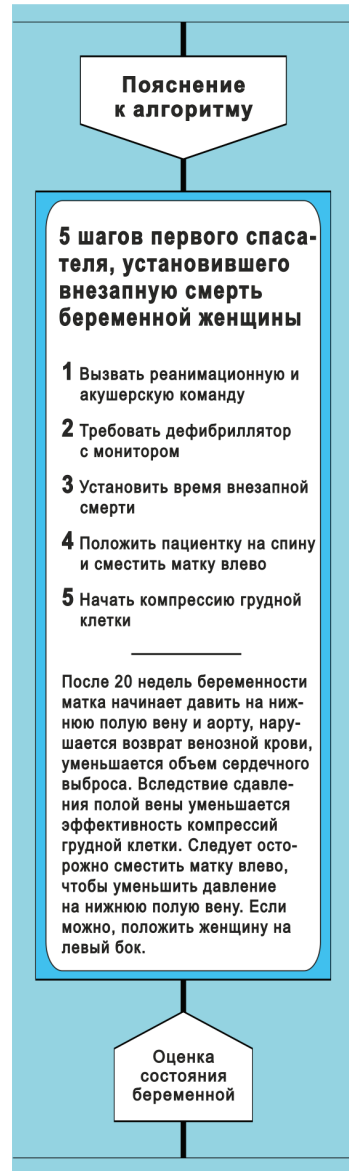 Пояснение
к алгоритму
5 шагов первого спаса-
теля, установившего
внезапную смерть
беременной женщины
1 Вызвать реанимационную и
акушерскую команду
2 Требовать дефибриллятор
с монитором
3 Установить время внезапной
смерти
4 Положить пациентку на спину
и сместить матку влево
5 Начать компрессию грудной
клетки
После 20 недель беременности
матка начинает давить на ниж-
нюю полую вену и аорту, нару-
шается возврат венозной крови,
уменьшается объем сердечного
выброса. Вследствие сдавле-
ния полой вены уменьшается
эффективность компрессий
грудной клетки. Следует осто-
рожно сместить матку влево,
чтобы уменьшить давление
на нижнюю полую вену. Если
можно, положить женщину на
левый бок.
Оценка
состояния
беременной